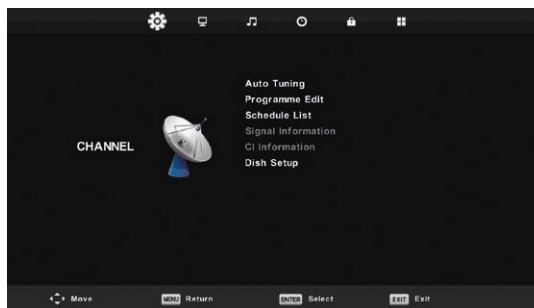 Auto Tuning
Programme Edit
Schedule List
Signal Information
CI Information
Dish Setup
CHANNEL
Move MENU Return ENTER Select EXIT Exit